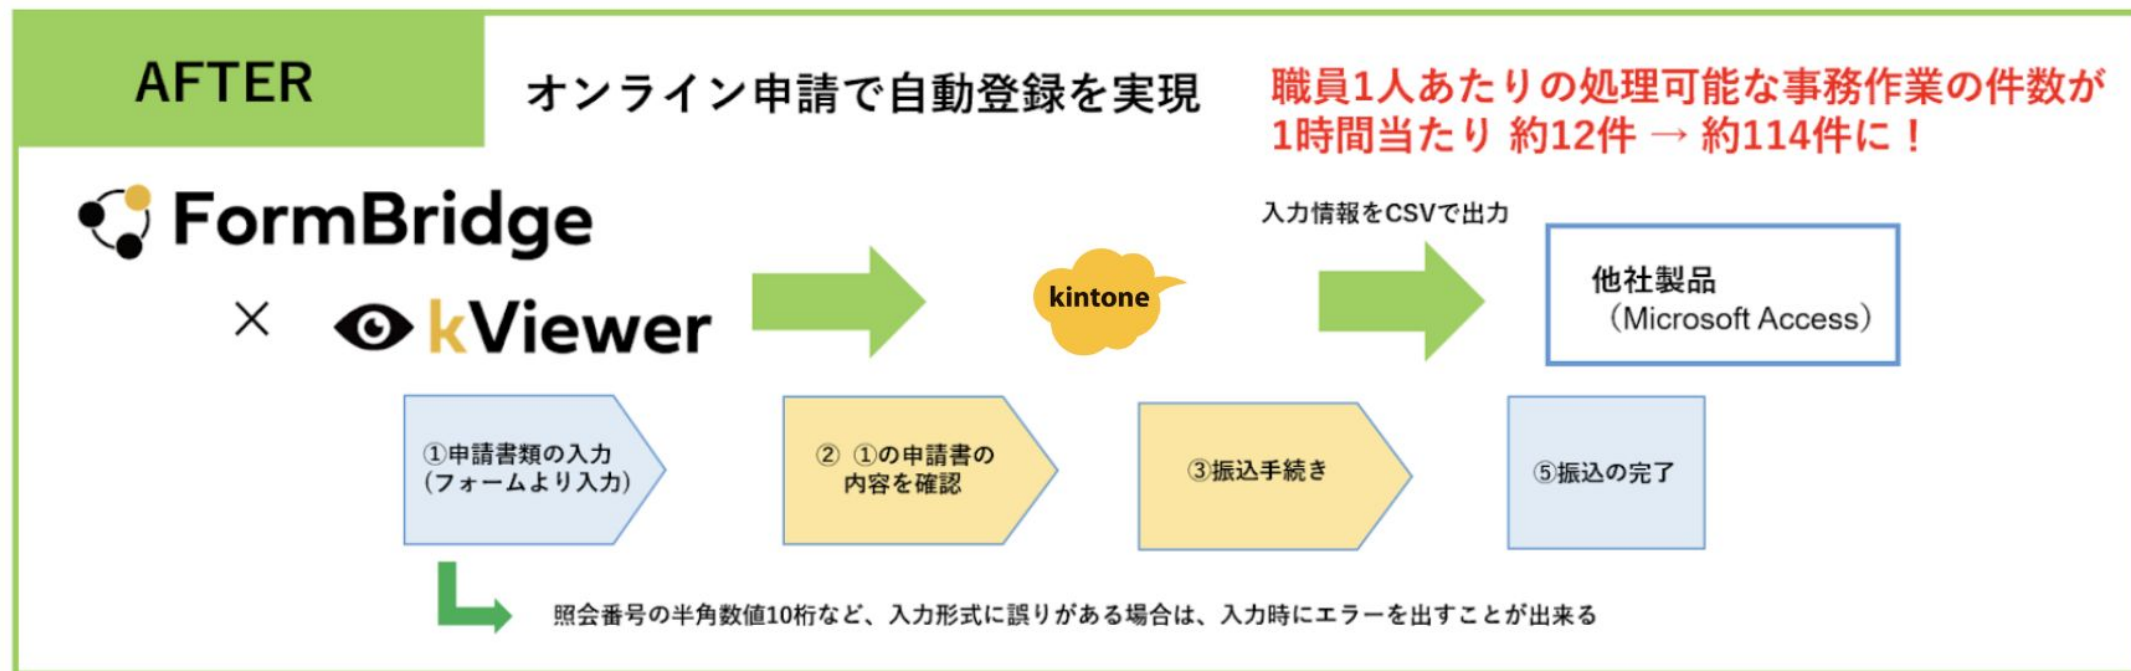 AFTER
オンライン申請で自動登録を実現
職員1人あたりの処理可能な事務作業の件数が
1時間当たり 約12件 → 約114件に！
FormBridge
× kViewer
kintone
入力情報をCSVで出力
他社製品
（Microsoft Access）
①申請書類の入力
(フォームより入力)
② ①の申請書の
内容を確認
③振込手続き
⑤振込の完了
照会番号の半角数値10桁など、入力形式に誤りがある場合は、入力時にエラーを出すことが出来る